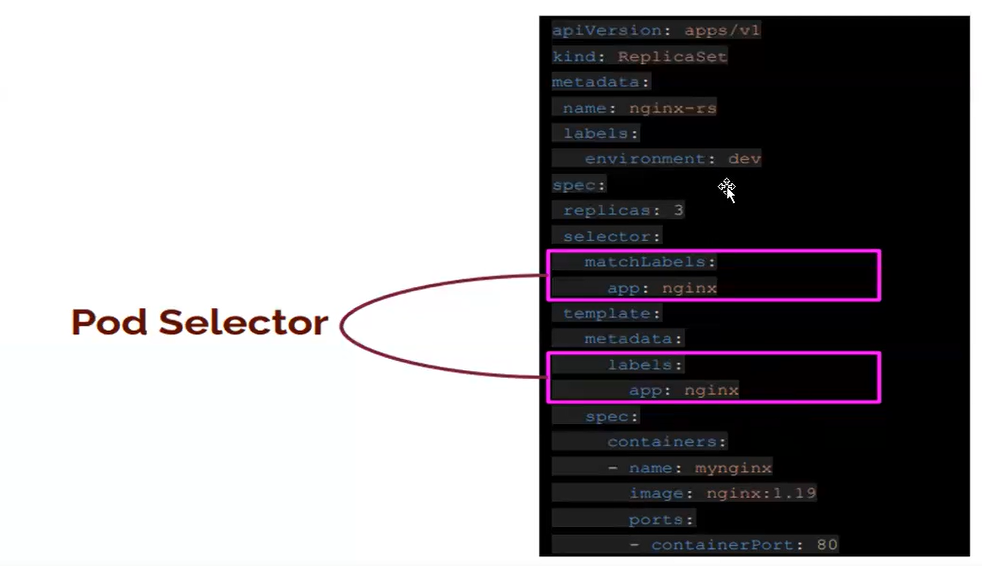 Pod Selector
apiVersion: apps/v1
kind: ReplicaSet
metadata:
name: nginx-rs
labels:
environment: dev
spec:
replicas: 3
selector:
matchLabels:
app: nginx
template:
metadata:
labels:
app: nginx
spec:
containers:
- name: mynginx
image: nginx:1.19
ports:
- containerPort: 80